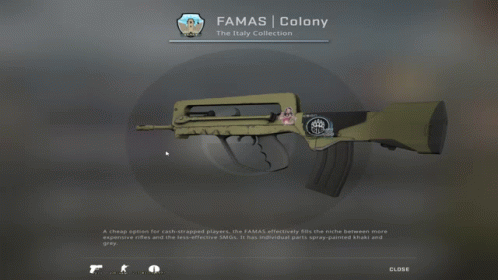 FAMAS | Colony
The Italy Collection
A cheap option for cash-strapped players, the FAMAS effectively fills the niche between more
expensive rifles and the less-effective SMGs. It has individual parts spray-painted khaki and
grey.
CLOSE